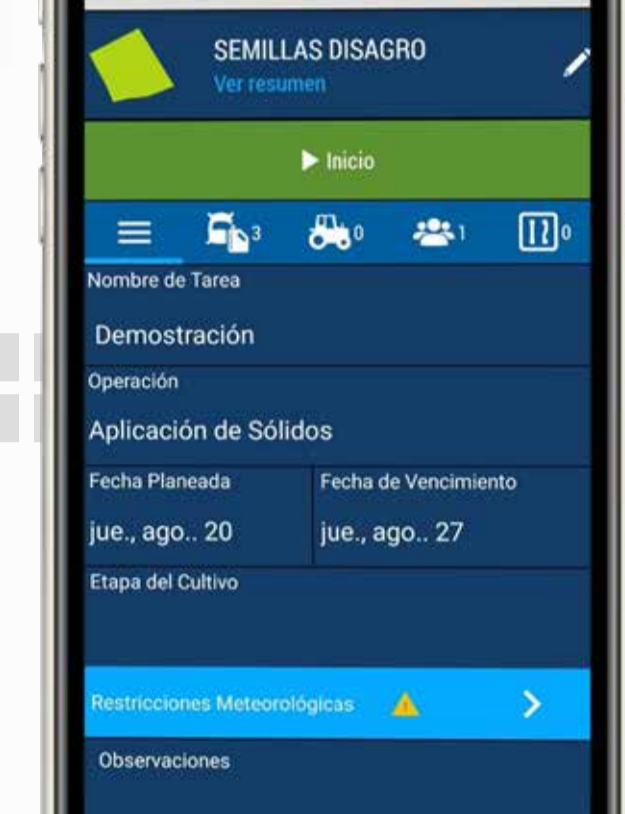 SEMILLAS DISAGRO
Ver resumen
Inicio
3 0 1 0
Nombre de Tarea
Demostración
Operación
Aplicación de Sólidos
Fecha Planeada Fecha de Vencimiento
jue., ago.. 20 jue., ago.. 27
Etapa del Cultivo
Restricciones Meteorológicas
Observaciones